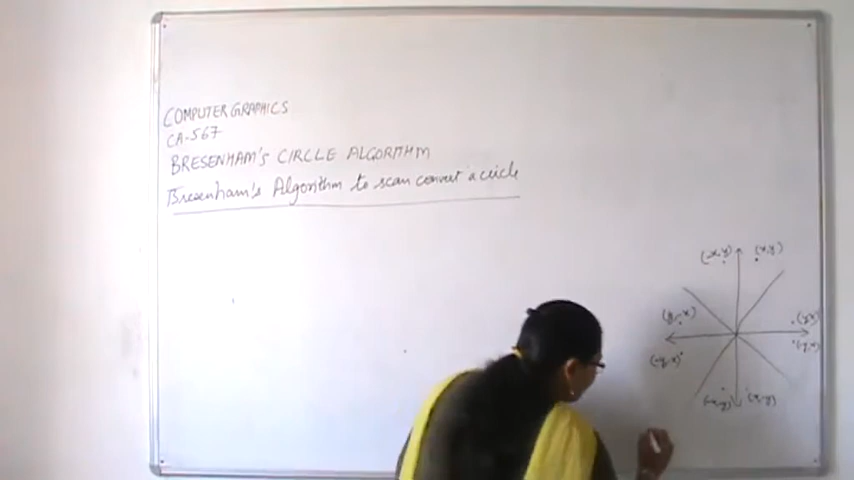 COMPUTER GRAPHICS
CA-567
BRESENHAM'S CIRCLE ALGORITHM
Bresenham's Algorithm to scan convert a circle
(-x,y) (x,y)
(y,x)
(-y,x)
(x,-y)